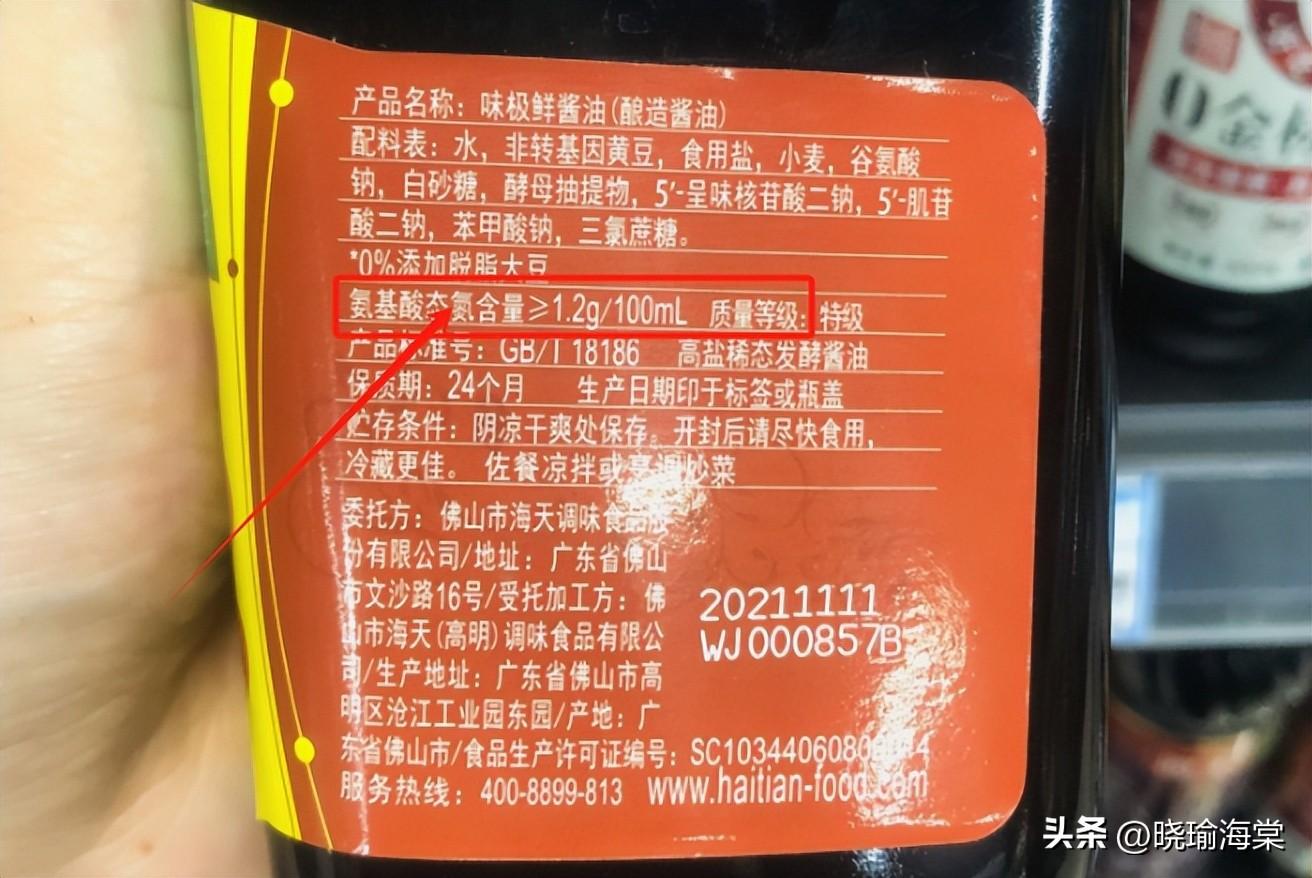 产品名称：味极鲜酱油(酿造酱油)
配料表：水，非转基因黄豆，食用盐，小麦，谷氨酸
钠，白砂糖，酵母抽提物，5′-呈味核苷酸二钠，5′-肌苷
酸二钠，苯甲酸钠，三氯蔗糖。
*0%添加脱脂大豆
氨基酸态氮含量≥1.2g/100mL 质量等级：特级
产品标准号：GB/T 18186 高盐稀态发酵酱油
保质期：24个月 生产日期印于标签或瓶盖
贮存条件：阴凉干爽处保存。开封后请尽快食用，
冷藏更佳。 佐餐凉拌或烹调炒菜
委托方：佛山市海天调味食品股
份有限公司/地址：广东省佛山
市文沙路16号/受托加工方：佛
山市海天(高明)调味食品有限公
司/生产地址：广东省佛山市高
明区沧江工业园东园/产地：广
东省佛山市/食品生产许可证编号：
服务热线：400-8899-813 www.haitian-food.com
20211111
WJ000857B
0金标
头条 @晓瑜海棠